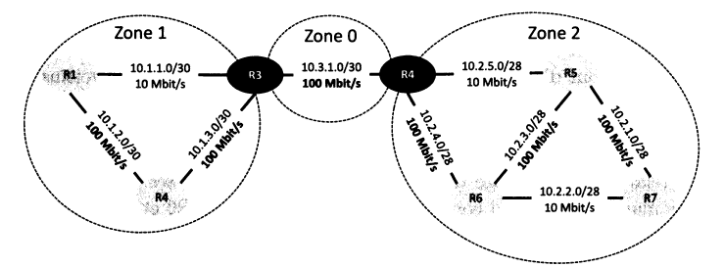 Zone 1
Zone 0
Zone 2
R1
10.1.1.0/30
10 Mbit/s
R3
10.3.1.0/30
100 Mbit/s
R4
10.2.5.0/28
10 Mbit/s
R5
10.1.2.0/30
100 Mbit/s
10.1.3.0/30
100 Mbit/s
10.2.4.0/28
100 Mbit/s
10.2.3.0/28
100 Mbit/s
10.2.1.0/28
100 Mbit/s
R4
R6
10.2.2.0/28
10 Mbit/s
R7